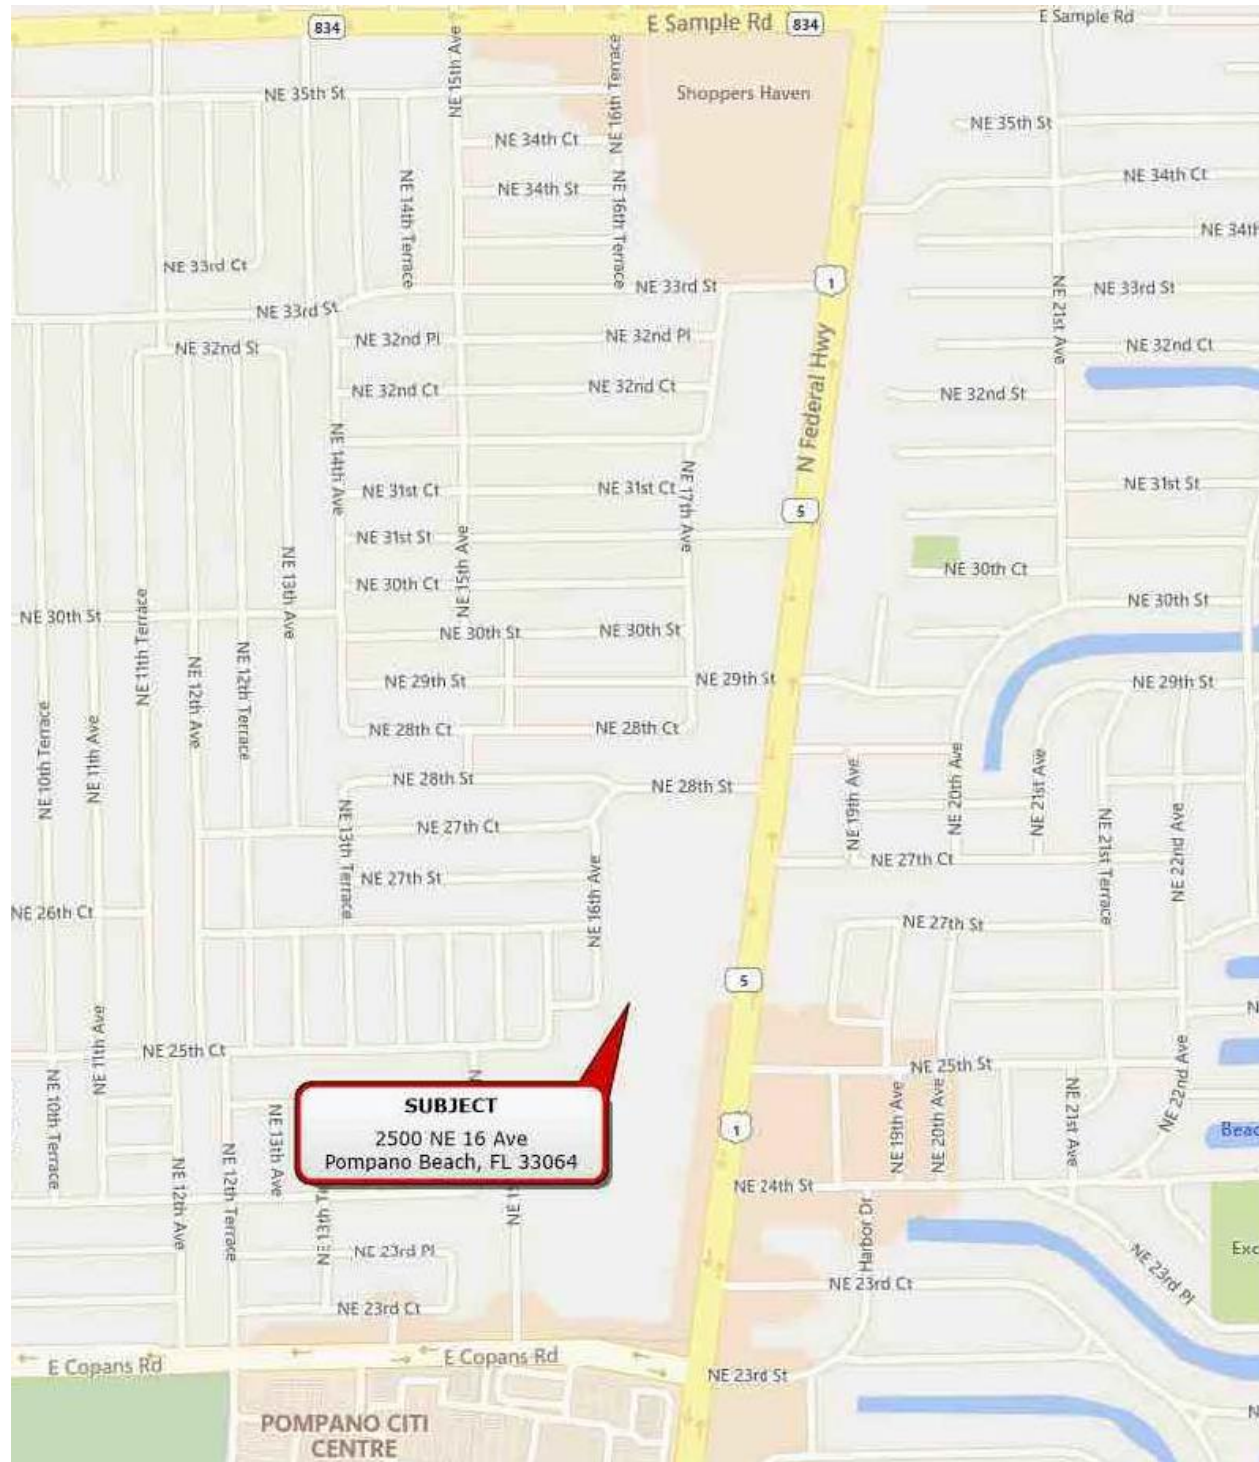 E Sample Rd
834
E Sample Rd
834
NE 15th Ave
NE 16th Terrace
Shoppers Haven
NE 35th St
NE 35th St
NE 34th Ct
NE 34th Ct
NE 34th St
NE 14th Terrace
NE 16th Terrace
NE 34th
NE 33rd Ct
NE 33rd St
1
NE 33rd St
NE 33rd St
NE 21st Ave
NE 32nd Pl
NE 32nd Pl
NE 32nd St
NE 32nd Ct
NE 32nd Ct
NE 32nd Ct
NE 32nd St
N Federal Hwy
NE 14th Ave
NE 31st Ct
NE 31st Ct
NE 17th Ave
NE 31st St
5
NE 31st St
NE 13th Ave
NE 15th Ave
NE 30th Ct
NE 30th Ct
NE 30th St
NE 30th St
NE 30th St
NE 30th St
NE 11th Terrace
NE 12th Ave
NE 12th Terrace
NE 29th St
NE 29th St
NE 29th St
NE 10th Terrace
NE 11th Ave
NE 28th Ct
NE 28th Ct
NE 28th St
NE 28th St
NE 19th Ave
NE 20th Ave
NE 21st Ave
NE 21st Terrace
NE 22nd Ave
NE 13th Terrace
NE 27th Ct
NE 27th Ct
NE 27th St
NE 16th Ave
NE 26th Ct
NE 27th St
5
NE 11th Ave
NE 25th Ct
N
N
NE 25th St
NE 10th Terrace
SUBJECT
2500 NE 16 Ave
Pompano Beach, FL 33064
NE 13th Ave
1
NE 19th Ave
NE 20th Ave
NE 21st Ave
NE 22nd Ave
Beac
NE 12th Ave
NE 12th Terrace
NE 24th St
Harbor Dr
NE 23rd Pl
Exc
NE 23rd Pl
NE 23rd Ct
NE 23rd Ct
E Copans Rd
E Copans Rd
NE 23rd St
N
POMPANO CITI
CENTRE